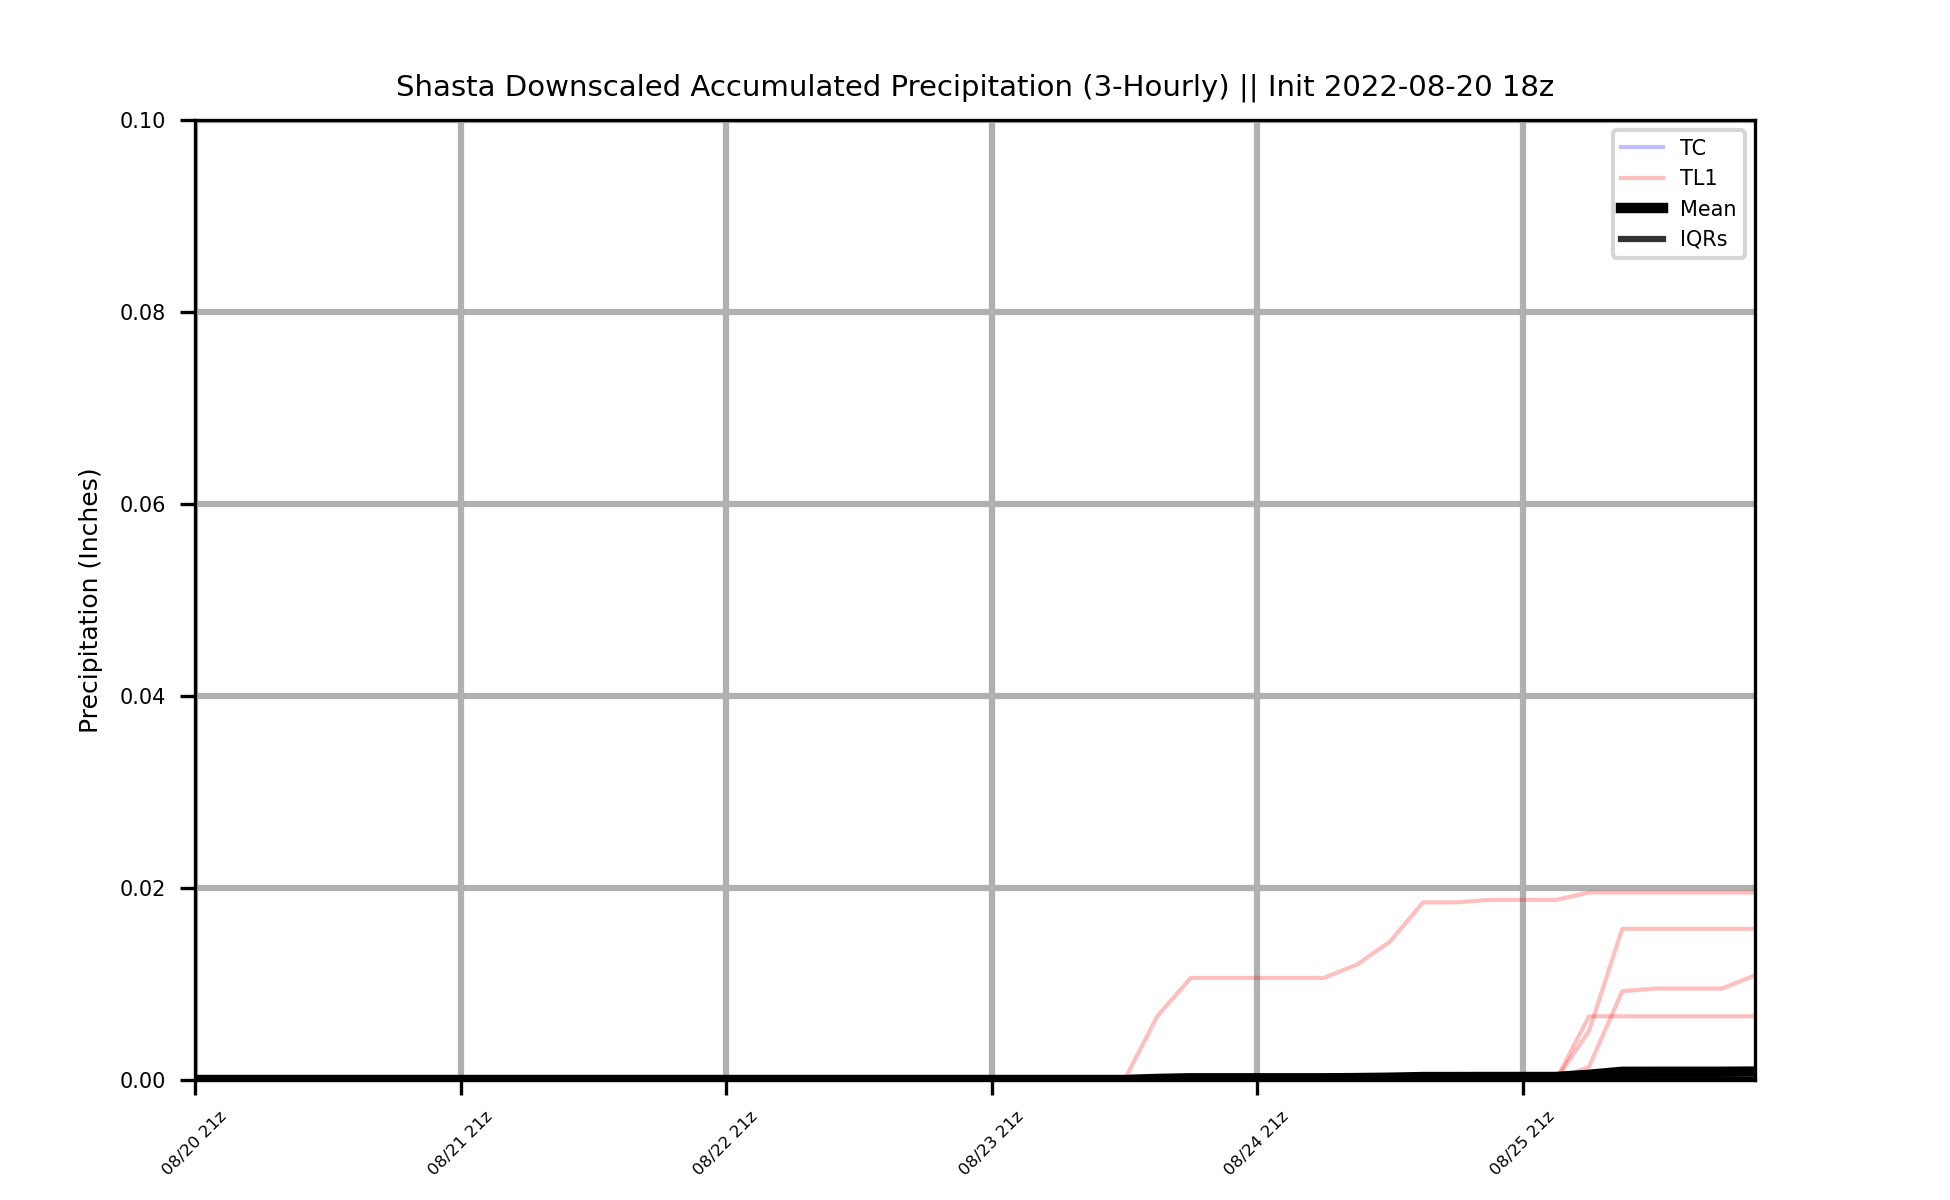 Shasta Downscaled Accumulated Precipitation (3-Hourly) || Init 2022-08-20 18z
0.10
0.08
0.06
0.04
0.02
0.00
Precipitation (Inches)
TC
TL1
Mean
IQRs
08/20 21z
08/21 21z
08/22 21z
08/23 21z
08/24 21z
08/25 21z